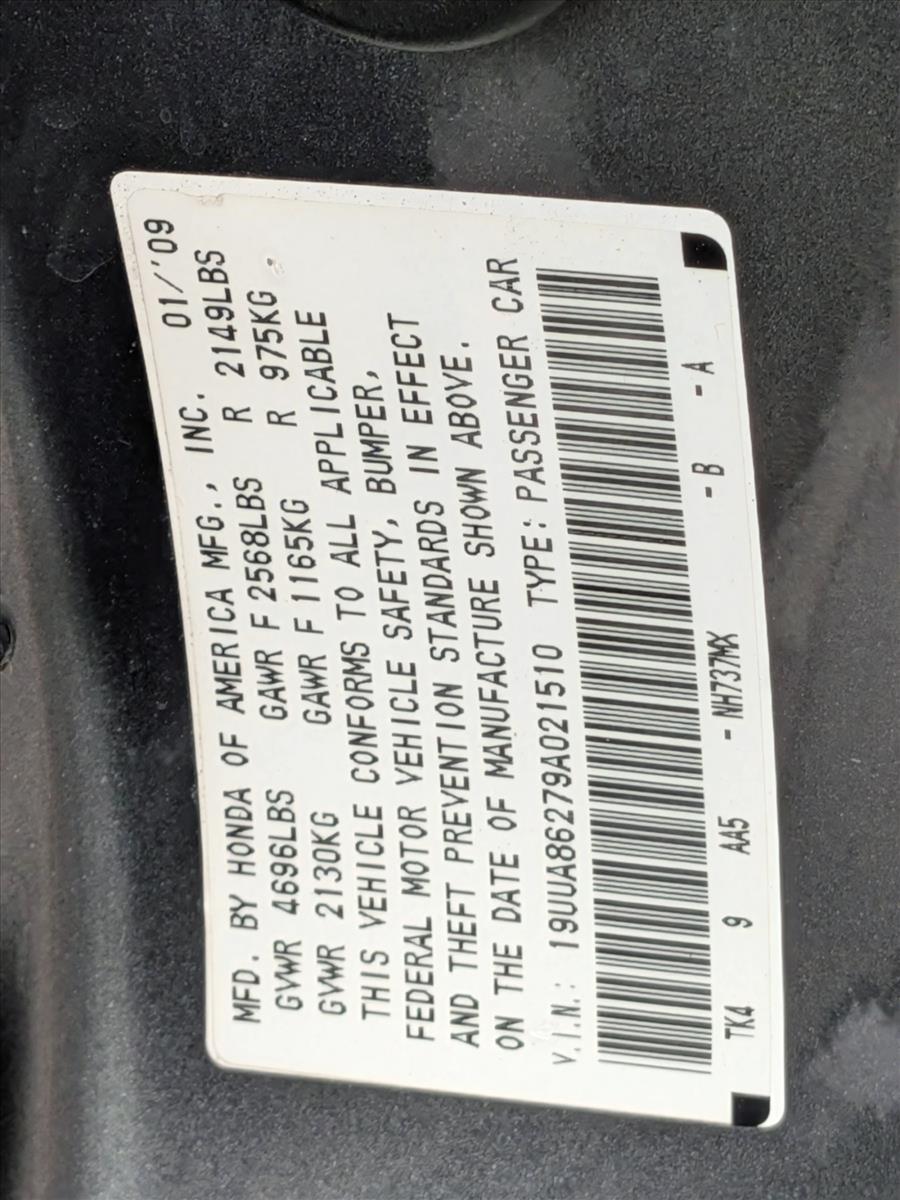 MFD. BY HONDA OF AMERICA MFG., INC. 01/'09
GVWR 4696LBS GAWR F 2568LBS R 2149LBS
GVWR 2130KG GAWR F 1165KG R 975KG
THIS VEHICLE CONFORMS TO ALL APPLICABLE
FEDERAL MOTOR VEHICLE SAFETY, BUMPER,
AND THEFT PREVENTION STANDARDS IN EFFECT
ON THE DATE OF MANUFACTURE SHOWN ABOVE.
V.I.N.: 19UUA86279A021510 TYPE: PASSENGER CAR
TK4 9 AA5 - NH737MX - B - A